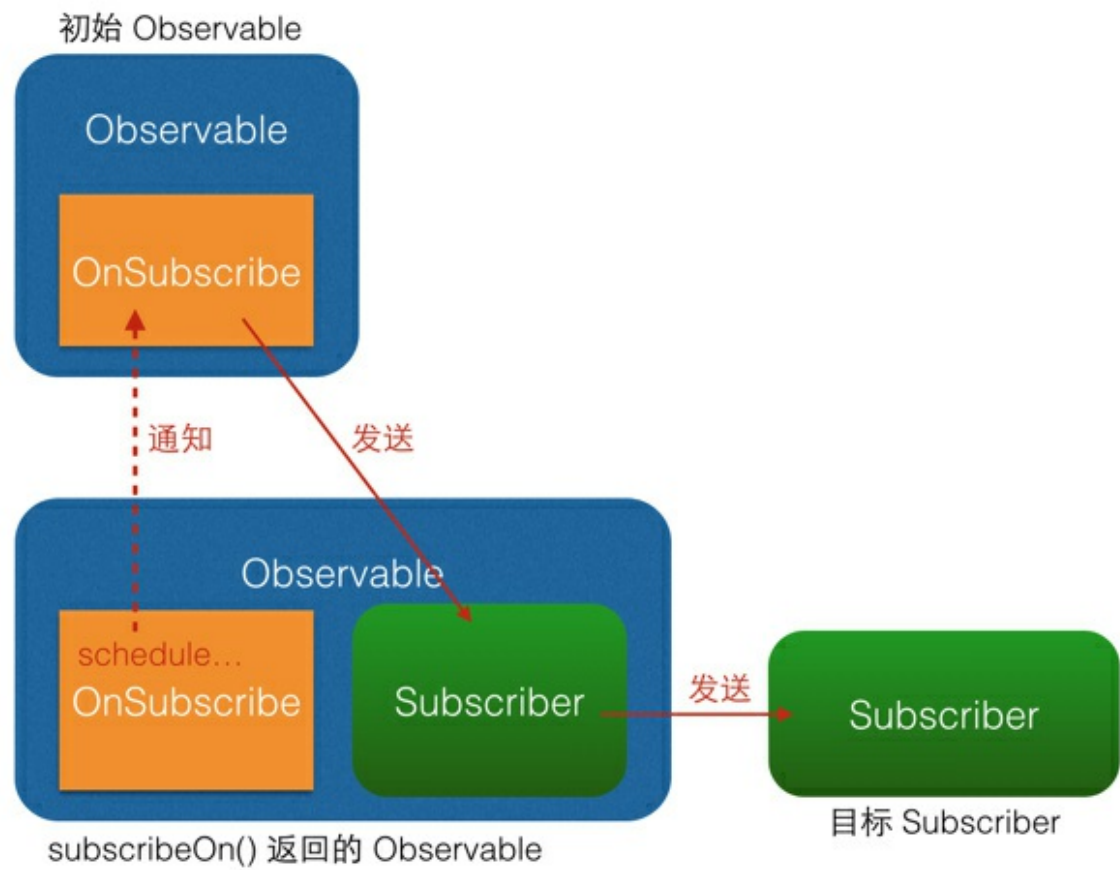 初始 Observable
Observable
OnSubscribe
通知
发送
Observable
schedule...
OnSubscribe
Subscriber
发送
Subscriber
目标 Subscriber
subscribeOn() 返回的 Observable